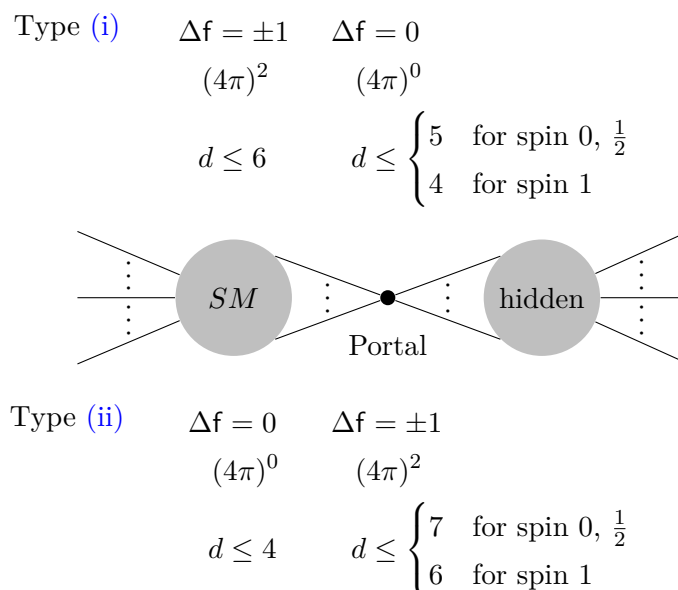 Type (i) Δf = ±1 Δf = 0
(4π)² (4π)⁰
d ≤ 6 d ≤ { 5 for spin 0, ½
4 for spin 1
SM hidden
Portal
Type (ii) Δf = 0 Δf = ±1
(4π)⁰ (4π)²
d ≤ 4 d ≤ { 7 for spin 0, ½
6 for spin 1